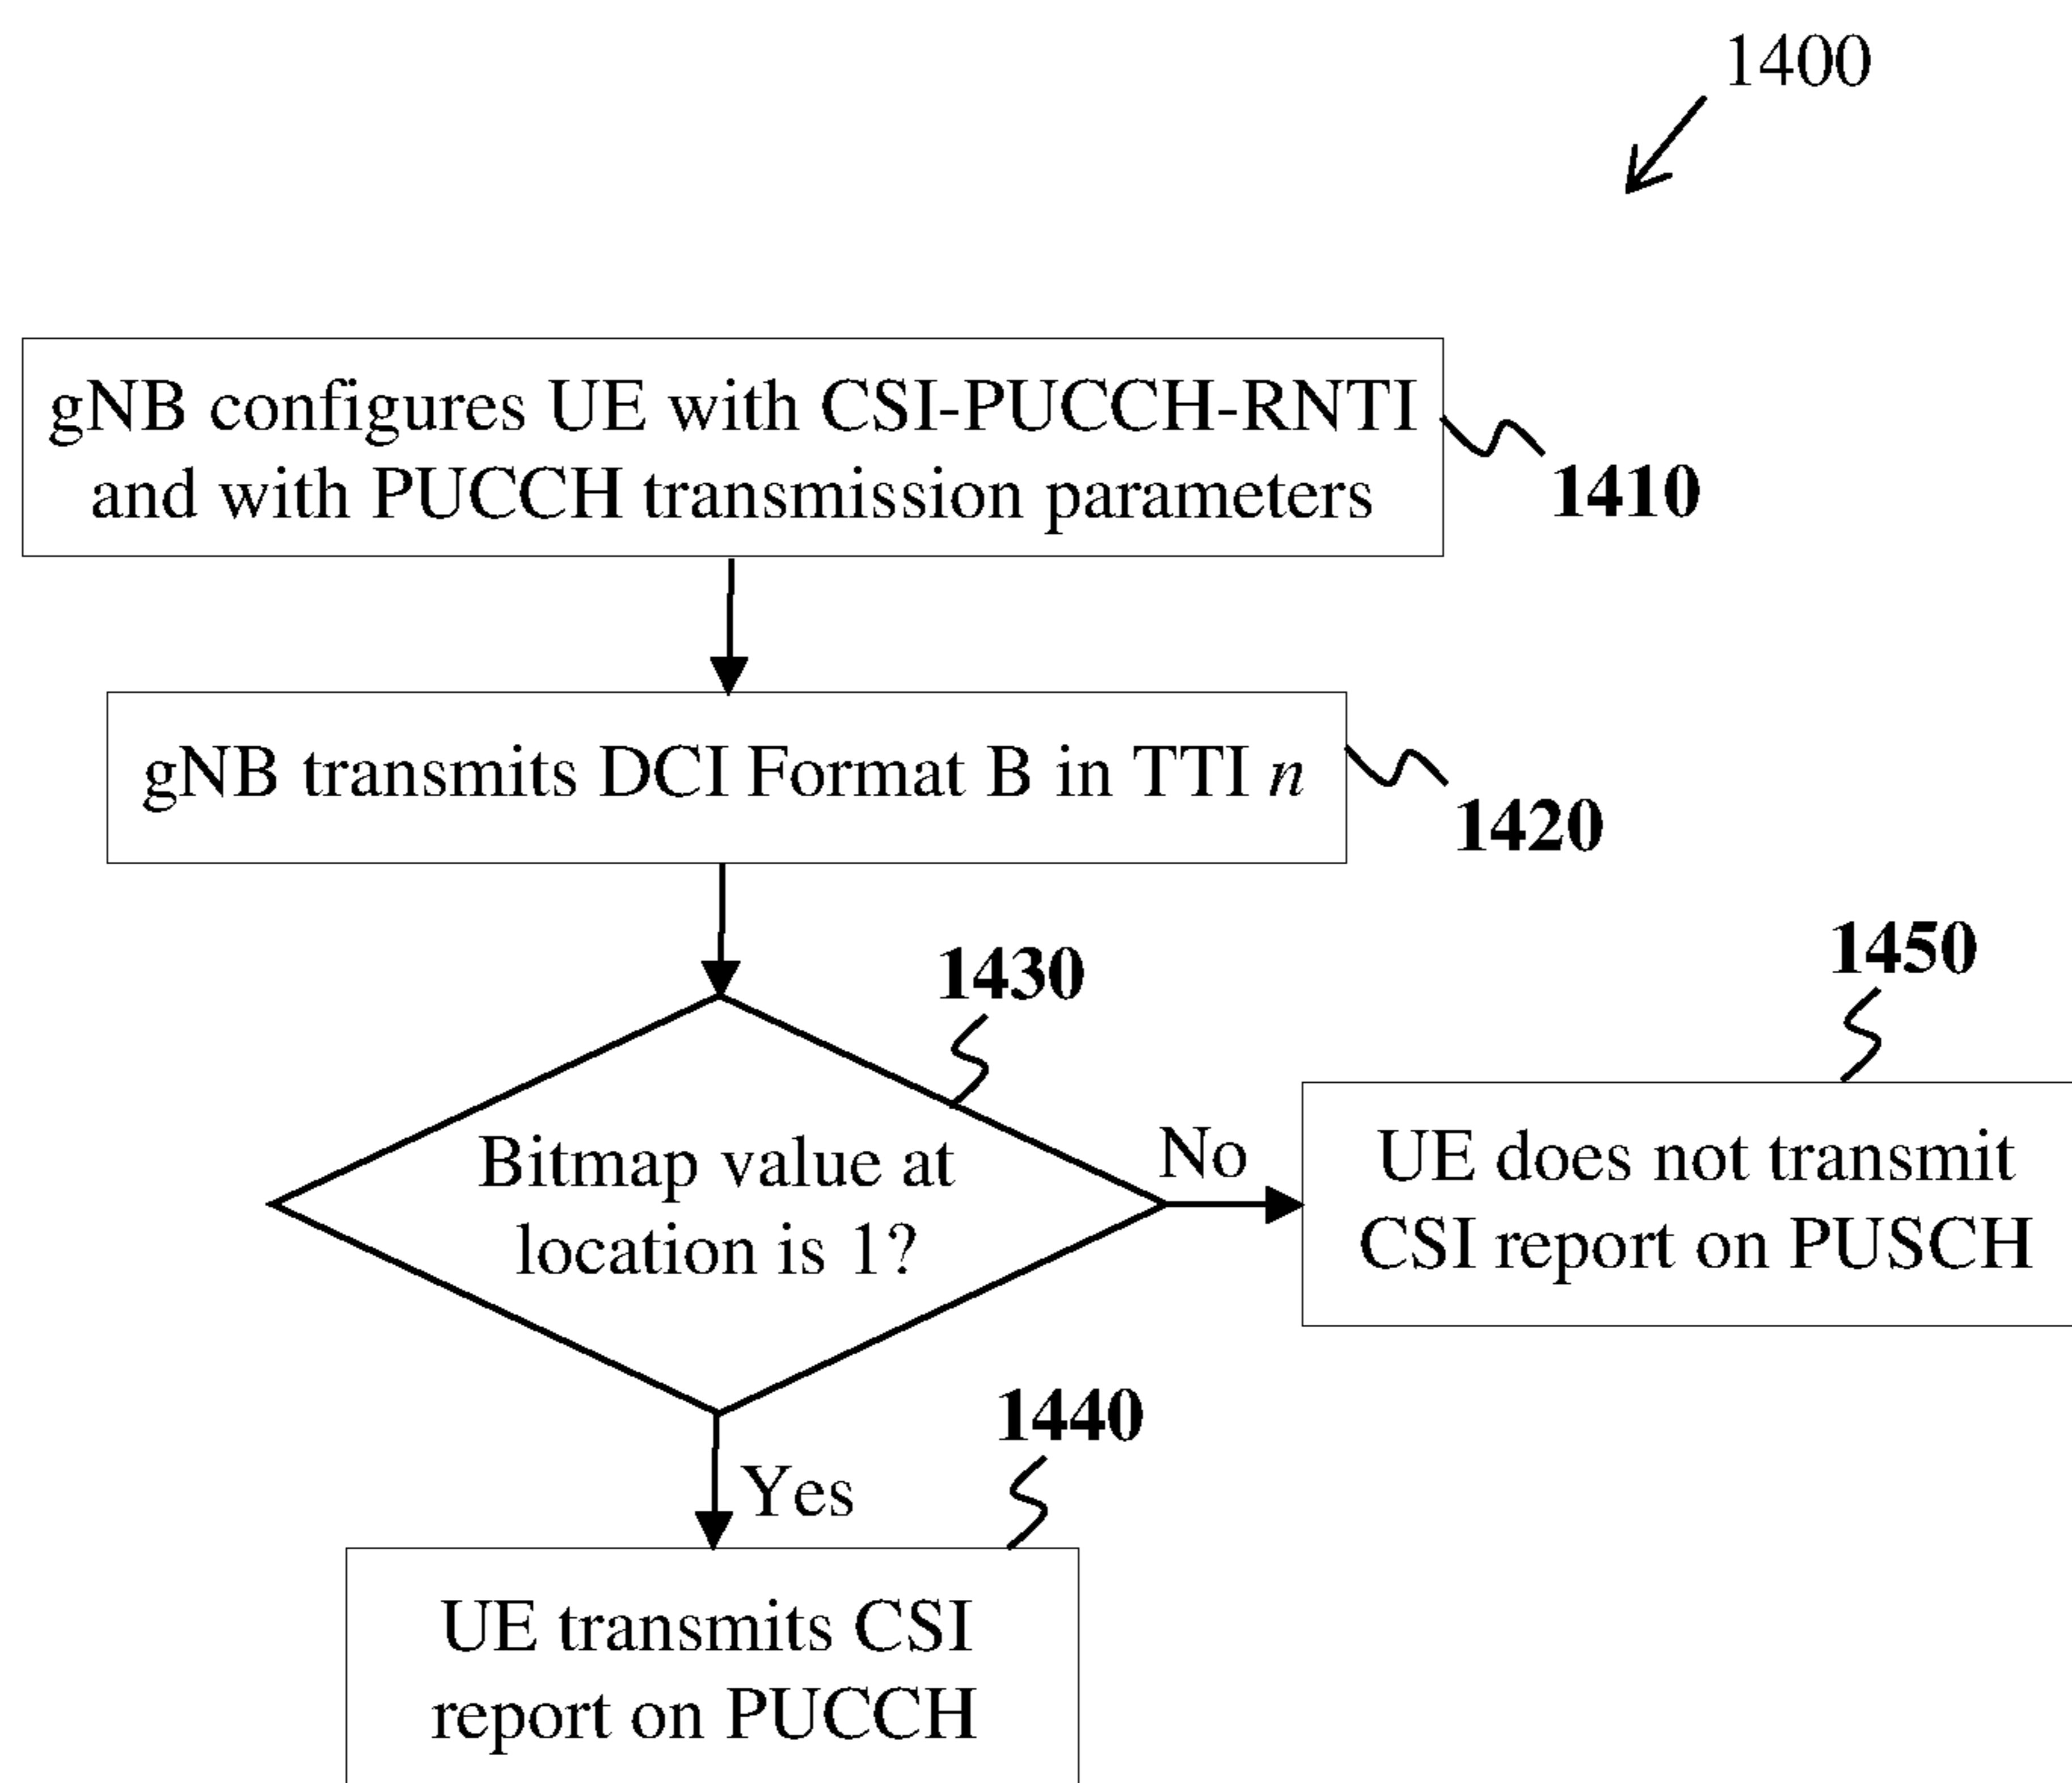 1400
gNB configures UE with CSI-PUCCH-RNTI
and with PUCCH transmission parameters
1410
gNB transmits DCI Format B in TTI n
1420
1430
Bitmap value at
location is 1?
No
1450
UE does not transmit
CSI report on PUSCH
Yes
1440
UE transmits CSI
report on PUCCH